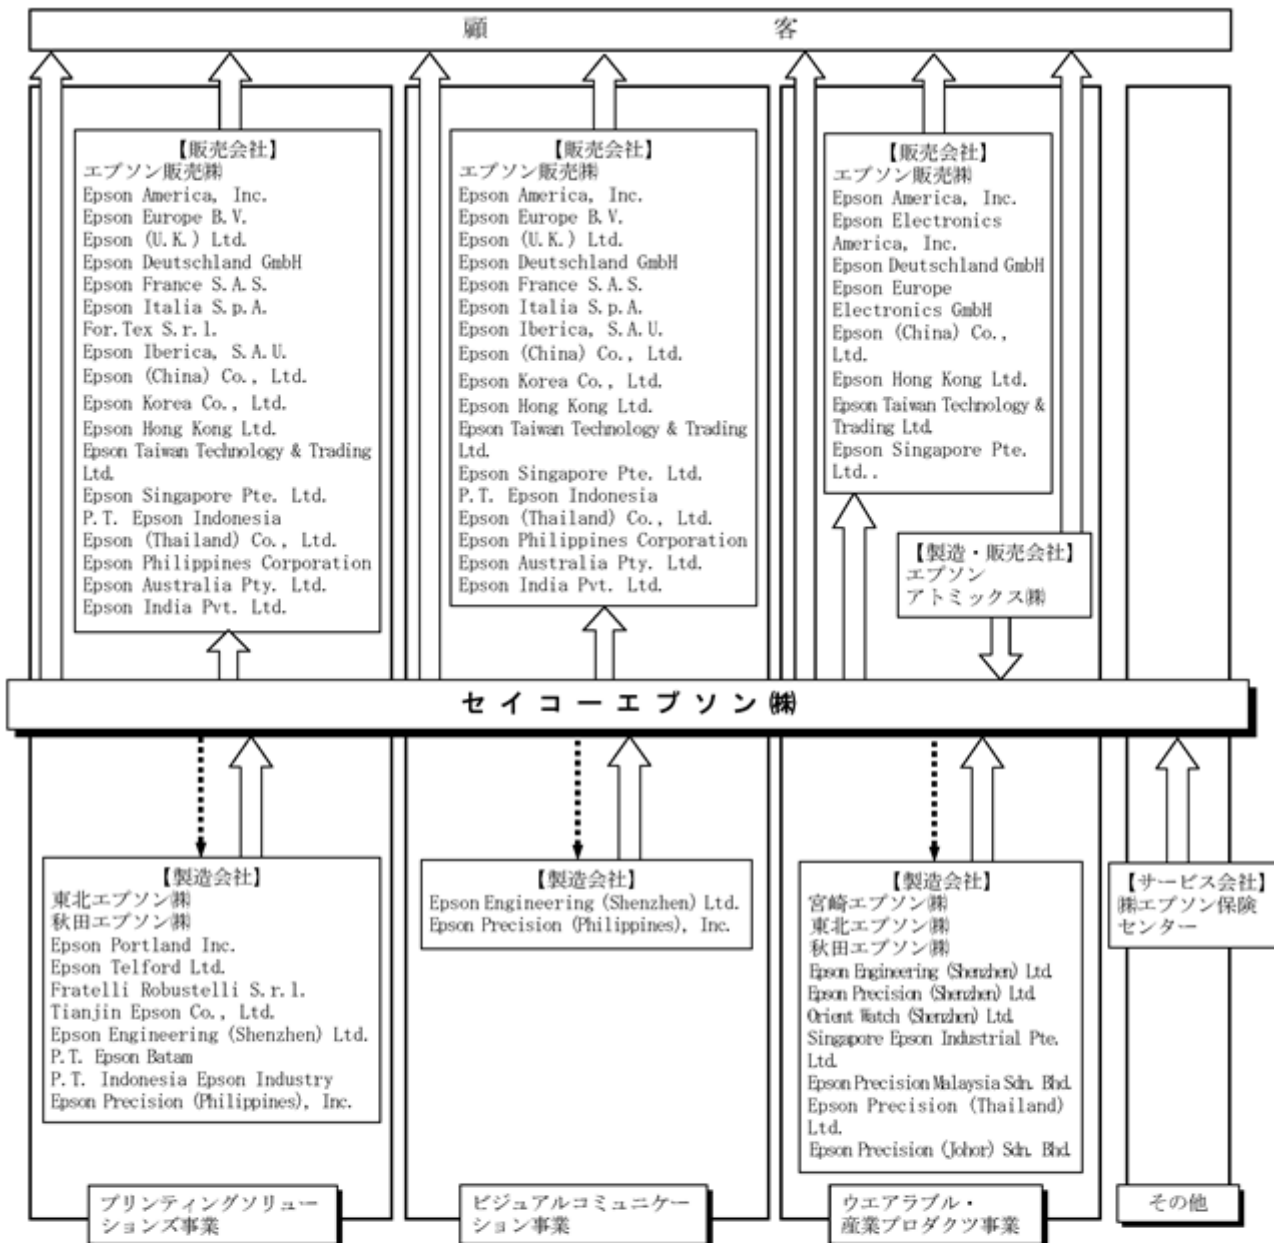 顧客
【販売会社】
エプソン販売㈱
Epson America, Inc.
Epson Europe B.V.
Epson (U.K.) Ltd.
Epson Deutschland GmbH
Epson France S.A.S.
Epson Italia S.p.A.
For.Tex S.r.l.
Epson Iberica, S.A.U.
Epson (China) Co., Ltd.
Epson Korea Co., Ltd.
Epson Hong Kong Ltd.
Epson Taiwan Technology & Trading
Ltd.
Epson Singapore Pte. Ltd.
P.T. Epson Indonesia
Epson (Thailand) Co., Ltd.
Epson Philippines Corporation
Epson Australia Pty. Ltd.
Epson India Pvt. Ltd.
【販売会社】
エプソン販売㈱
Epson America, Inc.
Epson Europe B.V.
Epson (U.K.) Ltd.
Epson Deutschland GmbH
Epson France S.A.S.
Epson Italia S.p.A.
Epson Iberica, S.A.U.
Epson (China) Co., Ltd.
Epson Korea Co., Ltd.
Epson Hong Kong Ltd.
Epson Taiwan Technology & Trading
Ltd.
Epson Singapore Pte. Ltd.
P.T. Epson Indonesia
Epson (Thailand) Co., Ltd.
Epson Philippines Corporation
Epson Australia Pty. Ltd.
Epson India Pvt. Ltd.
【販売会社】
エプソン販売㈱
Epson America, Inc.
Epson Electronics
America, Inc.
Epson Deutschland GmbH
Epson Europe
Electronics GmbH
Epson (China) Co.,
Ltd.
Epson Hong Kong Ltd.
Epson Taiwan Technology &
Trading Ltd.
Epson Singapore Pte.
Ltd..
【製造・販売会社】
エプソン
アトミックス㈱
セイコーエプソン㈱
【製造会社】
東北エプソン㈱
秋田エプソン㈱
Epson Portland Inc.
Epson Telford Ltd.
Fratelli Robustelli S.r.l.
Tianjin Epson Co., Ltd.
Epson Engineering (Shenzhen) Ltd.
P.T. Epson Batam
P.T. Indonesia Epson Industry
Epson Precision (Philippines), Inc.
【製造会社】
Epson Engineering (Shenzhen) Ltd.
Epson Precision (Philippines), Inc.
【製造会社】
宮崎エプソン㈱
東北エプソン㈱
秋田エプソン㈱
Epson Engineering (Shenzhen) Ltd.
Epson Precision (Shenzhen) Ltd.
Orient Watch (Shenzhen) Ltd.
Singapore Epson Industrial Pte.
Ltd.
Epson Precision Malaysia Sdn. Bhd.
Epson Precision (Thailand)
Ltd.
Epson Precision (Johor) Sdn. Bhd.
【サービス会社】
㈱エプソン保険
センター
プリンティングソリュー
ションズ事業
ビジュアルコミュニケー
ション事業
ウエアラブル・
産業プロダクツ事業
その他